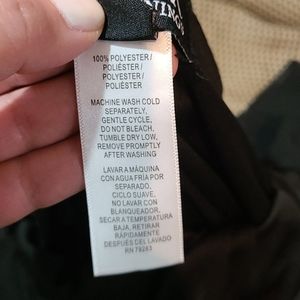 100% POLYESTER /
POLIÉSTER /
POLYESTER /
POLIÉSTER
MACHINE WASH COLD
SEPARATELY,
GENTLE CYCLE,
DO NOT BLEACH,
TUMBLE DRY LOW,
REMOVE PROMPTLY
AFTER WASHING
LAVAR A MÁQUINA
CON AGUA FRÍA POR
SEPARADO,
CICLO SUAVE,
NO LAVAR CON
BLANQUEADOR,
SECAR A TEMPERATURA
BAJA, RETIRAR
RÁPIDAMENTE
DESPUÉS DEL LAVADO
RN 79283